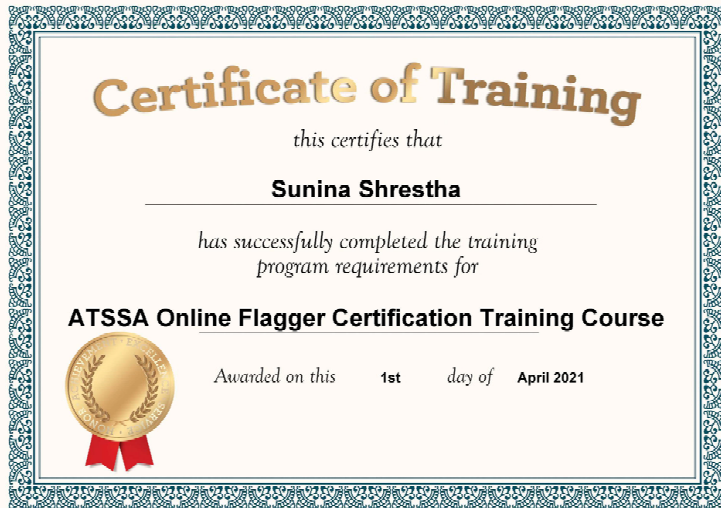 Certificate of Training
this certifies that
Sunina Shrestha
has successfully completed the training
program requirements for
ATSSA Online Flagger Certification Training Course
Awarded on this 1st day of April 2021